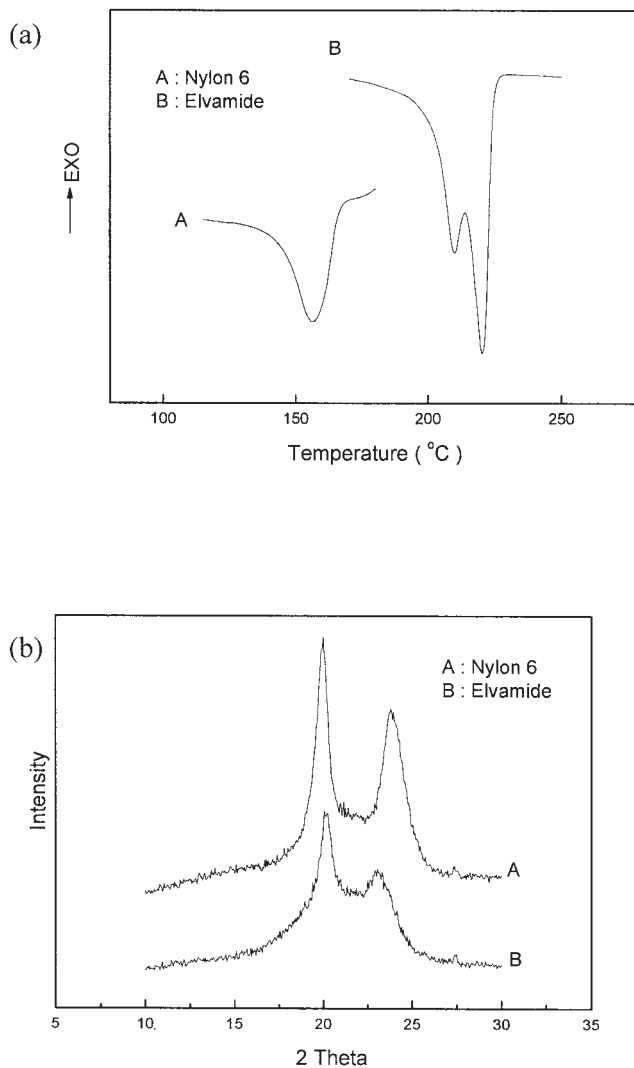 (a)
B
A : Nylon 6
B : Elvamide
EXO
A
100 150 200 250
Temperature ( °C )
(b)
A : Nylon 6
B : Elvamide
Intensity
A
B
5 10 15 20 25 30 35
2 Theta